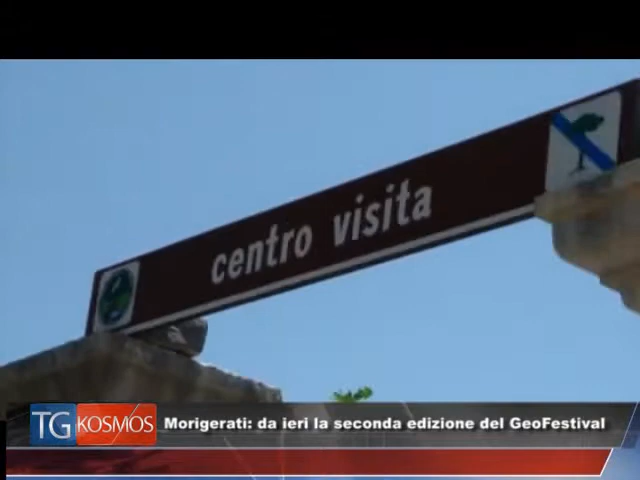 centro visita
TG KOSMOS
Morigerati: da ieri la seconda edizione del GeoFestival